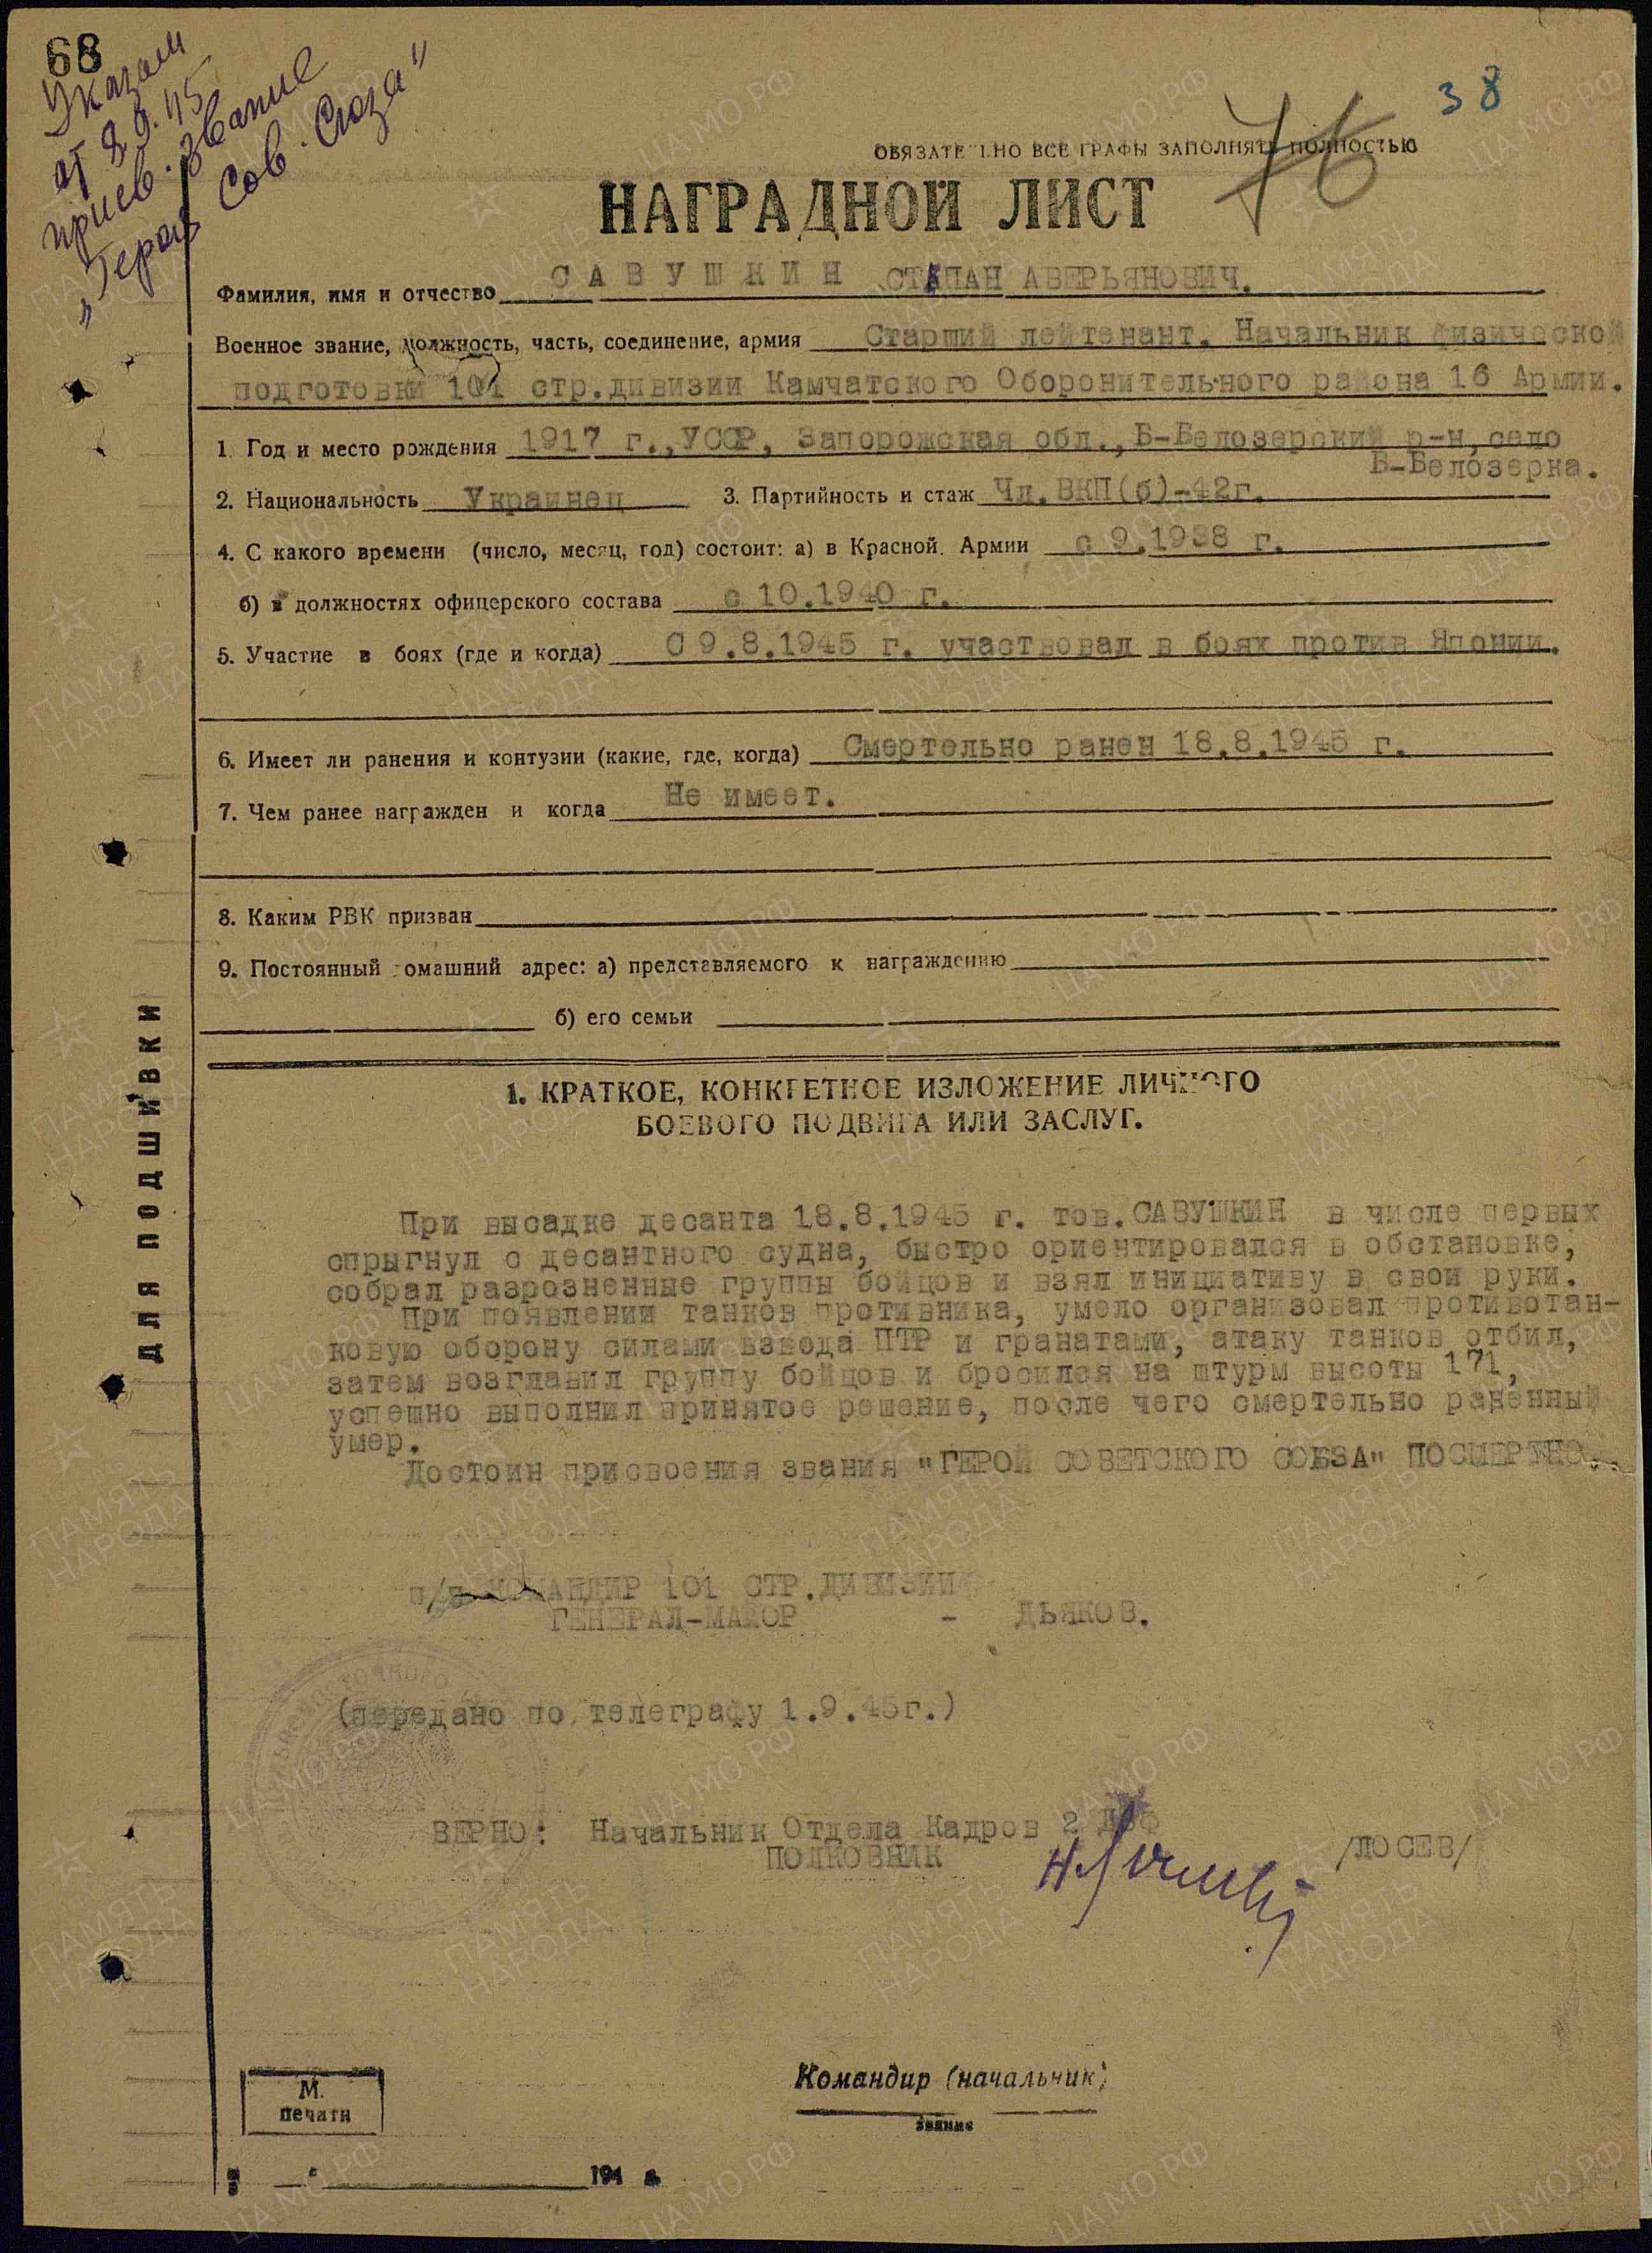 68
Указом
от 8.9.45
присв. звание
„Героя Сов. Союза"
38
76
ОБЯЗАТЕЛЬНО ВСЕ ГРАФЫ ЗАПОЛНЯТЬ ПОЛНОСТЬЮ
НАГРАДНОЙ ЛИСТ
Фамилия, имя и отчество САВУШКИН СТАПАН АВЕРЬЯНОВИЧ.
Военное звание, должность, часть, соединение, армия Старший лейтенант. Начальник физической
подготовки 101 стр.дивизии Камчатского Оборонительного района 16 Армии.
1. Год и место рождения 1917 г., УССР, Запорожская обл., Б-Белозерский р-н, село
Б-Белозерка.
2. Национальность Украинец 3. Партийность и стаж Чл.ВКП(б)-42г.
4. С какого времени (число, месяц, год) состоит: а) в Красной Армии с 9.1938 г.
б) в должностях офицерского состава с 10.1940 г.
5. Участие в боях (где и когда) С 9.8.1945 г. участвовал в боях против Японии.
6. Имеет ли ранения и контузии (какие, где, когда) Смертельно ранен 18.8.1945 г.
7. Чем ранее награжден и когда Не имеет.
8. Каким РВК призван
9. Постоянный домашний адрес: а) представляемого к награждению
б) его семьи
ДЛЯ ПОДШИВКИ
1. КРАТКОЕ, КОНКРЕТНОЕ ИЗЛОЖЕНИЕ ЛИЧНОГО
БОЕВОГО ПОДВИГА ИЛИ ЗАСЛУГ.
При высадке десанта 18.8.1945 г. тов.САВУШКИН в числе первых
спрыгнул с десантного судна, быстро ориентировался в обстановке,
собрал разрозненные группы бойцов и взял инициативу в свои руки.
При появлении танков противника, умело организовал противотан-
ковую оборону силами взвода ПТР и гранатами, атаку танков отбил,
затем возглавил группу бойцов и бросился на штурм высоты 171,
успешно выполнил принятое решение, после чего смертельно раненный
умер.
Достоин присвоения звания "ГЕРОЙ СОВЕТСКОГО СОЮЗА" ПОСМЕРТНО.
п/п КОМАНДИР 101 СТР.ДИВИЗИИ
ГЕНЕРАЛ-МАЙОР - ДЬЯКОВ.
(передано по телеграфу 1.9.45г.)
ВЕРНО: Начальник Отдела Кадров 2 ДВФ
ПОЛКОВНИК /ЛОСЕВ/
М.
печати
Командир (начальник)
звание
" " 194 г.
ПАМЯТЬ НАРОДА
ЦА МО РФ